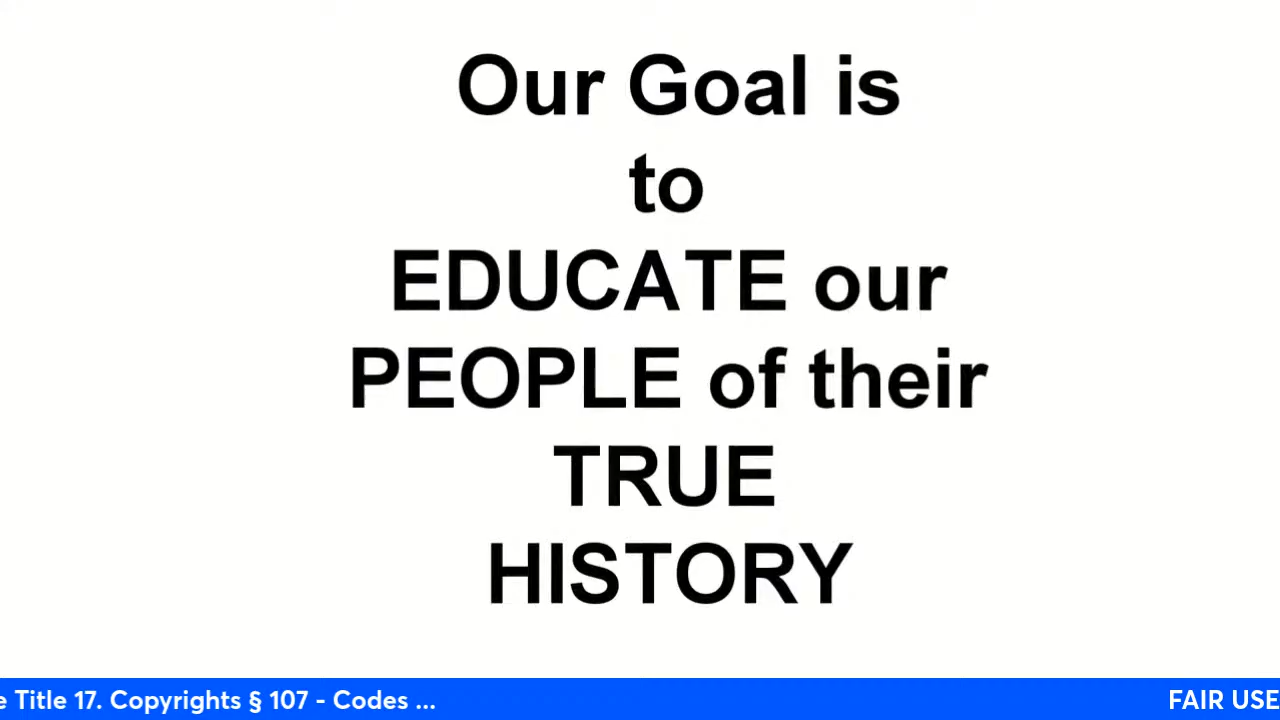 Our Goal is
to
EDUCATE our
PEOPLE of their
TRUE
HISTORY
Title 17. Copyrights § 107 - Codes ... FAIR USE